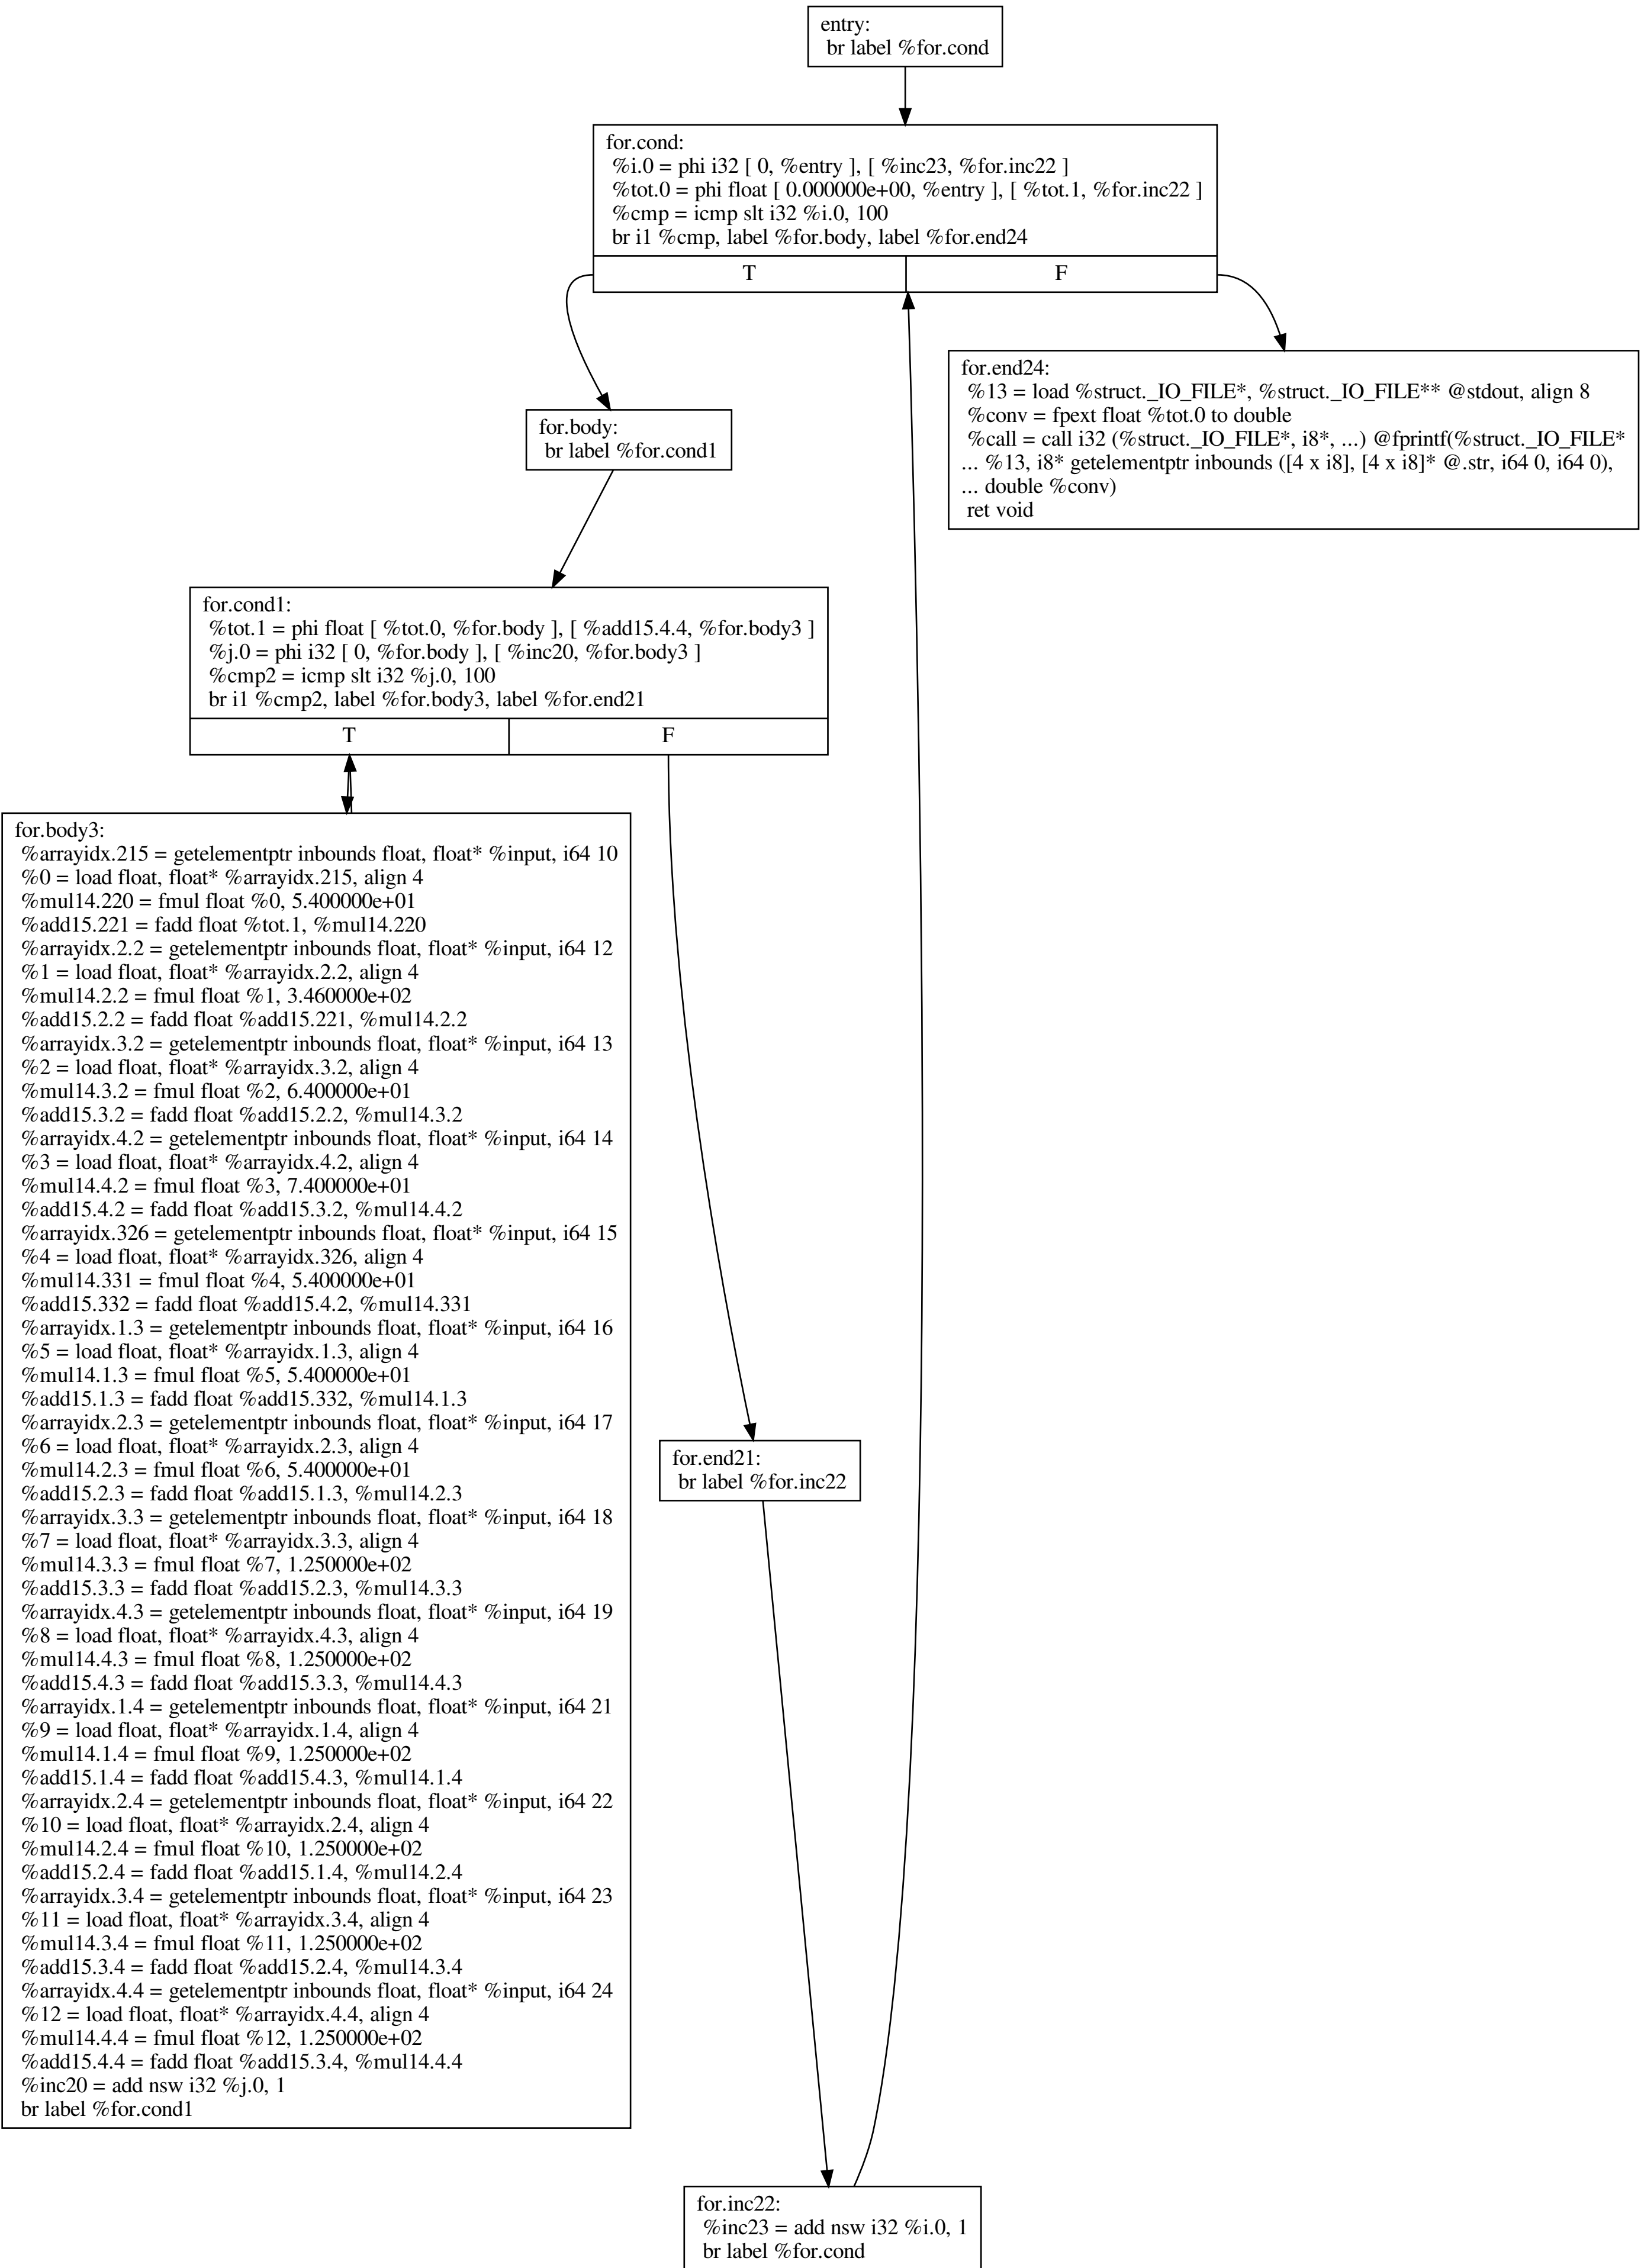 entry:
br label %for.cond
for.cond:
%i.0 = phi i32 [ 0, %entry ], [ %inc23, %for.inc22 ]
%tot.0 = phi float [ 0.000000e+00, %entry ], [ %tot.1, %for.inc22 ]
%cmp = icmp slt i32 %i.0, 100
br i1 %cmp, label %for.body, label %for.end24
T
F
for.end24:
%13 = load %struct._IO_FILE*, %struct._IO_FILE** @stdout, align 8
%conv = fpext float %tot.0 to double
%call = call i32 (%struct._IO_FILE*, i8*, ...) @fprintf(%struct._IO_FILE*
... %13, i8* getelementptr inbounds ([4 x i8], [4 x i8]* @.str, i64 0, i64 0),
... double %conv)
ret void
for.body:
br label %for.cond1
for.cond1:
%tot.1 = phi float [ %tot.0, %for.body ], [ %add15.4.4, %for.body3 ]
%j.0 = phi i32 [ 0, %for.body ], [ %inc20, %for.body3 ]
%cmp2 = icmp slt i32 %j.0, 100
br i1 %cmp2, label %for.body3, label %for.end21
T
F
for.body3:
%arrayidx.215 = getelementptr inbounds float, float* %input, i64 10
%0 = load float, float* %arrayidx.215, align 4
%mul14.220 = fmul float %0, 5.400000e+01
%add15.221 = fadd float %tot.1, %mul14.220
%arrayidx.2.2 = getelementptr inbounds float, float* %input, i64 12
%1 = load float, float* %arrayidx.2.2, align 4
%mul14.2.2 = fmul float %1, 3.460000e+02
%add15.2.2 = fadd float %add15.221, %mul14.2.2
%arrayidx.3.2 = getelementptr inbounds float, float* %input, i64 13
%2 = load float, float* %arrayidx.3.2, align 4
%mul14.3.2 = fmul float %2, 6.400000e+01
%add15.3.2 = fadd float %add15.2.2, %mul14.3.2
%arrayidx.4.2 = getelementptr inbounds float, float* %input, i64 14
%3 = load float, float* %arrayidx.4.2, align 4
%mul14.4.2 = fmul float %3, 7.400000e+01
%add15.4.2 = fadd float %add15.3.2, %mul14.4.2
%arrayidx.326 = getelementptr inbounds float, float* %input, i64 15
%4 = load float, float* %arrayidx.326, align 4
%mul14.331 = fmul float %4, 5.400000e+01
%add15.332 = fadd float %add15.4.2, %mul14.331
%arrayidx.1.3 = getelementptr inbounds float, float* %input, i64 16
%5 = load float, float* %arrayidx.1.3, align 4
%mul14.1.3 = fmul float %5, 5.400000e+01
%add15.1.3 = fadd float %add15.332, %mul14.1.3
%arrayidx.2.3 = getelementptr inbounds float, float* %input, i64 17
%6 = load float, float* %arrayidx.2.3, align 4
%mul14.2.3 = fmul float %6, 5.400000e+01
%add15.2.3 = fadd float %add15.1.3, %mul14.2.3
%arrayidx.3.3 = getelementptr inbounds float, float* %input, i64 18
%7 = load float, float* %arrayidx.3.3, align 4
%mul14.3.3 = fmul float %7, 1.250000e+02
%add15.3.3 = fadd float %add15.2.3, %mul14.3.3
%arrayidx.4.3 = getelementptr inbounds float, float* %input, i64 19
%8 = load float, float* %arrayidx.4.3, align 4
%mul14.4.3 = fmul float %8, 1.250000e+02
%add15.4.3 = fadd float %add15.3.3, %mul14.4.3
%arrayidx.1.4 = getelementptr inbounds float, float* %input, i64 21
%9 = load float, float* %arrayidx.1.4, align 4
%mul14.1.4 = fmul float %9, 1.250000e+02
%add15.1.4 = fadd float %add15.4.3, %mul14.1.4
%arrayidx.2.4 = getelementptr inbounds float, float* %input, i64 22
%10 = load float, float* %arrayidx.2.4, align 4
%mul14.2.4 = fmul float %10, 1.250000e+02
%add15.2.4 = fadd float %add15.1.4, %mul14.2.4
%arrayidx.3.4 = getelementptr inbounds float, float* %input, i64 23
%11 = load float, float* %arrayidx.3.4, align 4
%mul14.3.4 = fmul float %11, 1.250000e+02
%add15.3.4 = fadd float %add15.2.4, %mul14.3.4
%arrayidx.4.4 = getelementptr inbounds float, float* %input, i64 24
%12 = load float, float* %arrayidx.4.4, align 4
%mul14.4.4 = fmul float %12, 1.250000e+02
%add15.4.4 = fadd float %add15.3.4, %mul14.4.4
%inc20 = add nsw i32 %j.0, 1
br label %for.cond1
for.end21:
br label %for.inc22
for.inc22:
%inc23 = add nsw i32 %i.0, 1
br label %for.cond